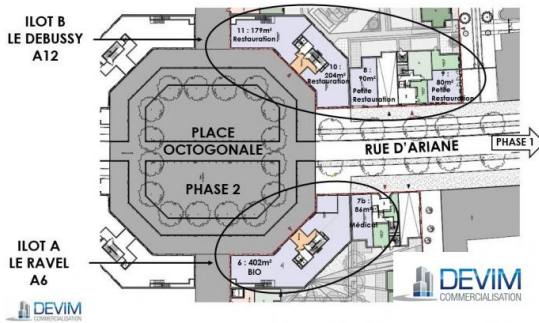 ILOT B
LE DEBUSSY
A12
11 : 179m²
Restauration
10 :
204m²
Restauration
8 :
90m²
Petite
Restauration
9 :
80m²
Petite
Restauration
PLACE
OCTOGONALE
RUE D'ARIANE
PHASE 1
PHASE 2
7b :
86m²
Médical
6 : 402m²
BIO
ILOT A
LE RAVEL
A6
DEVIM
COMMERCIALISATION
DEVIM
COMMERCIALISATION